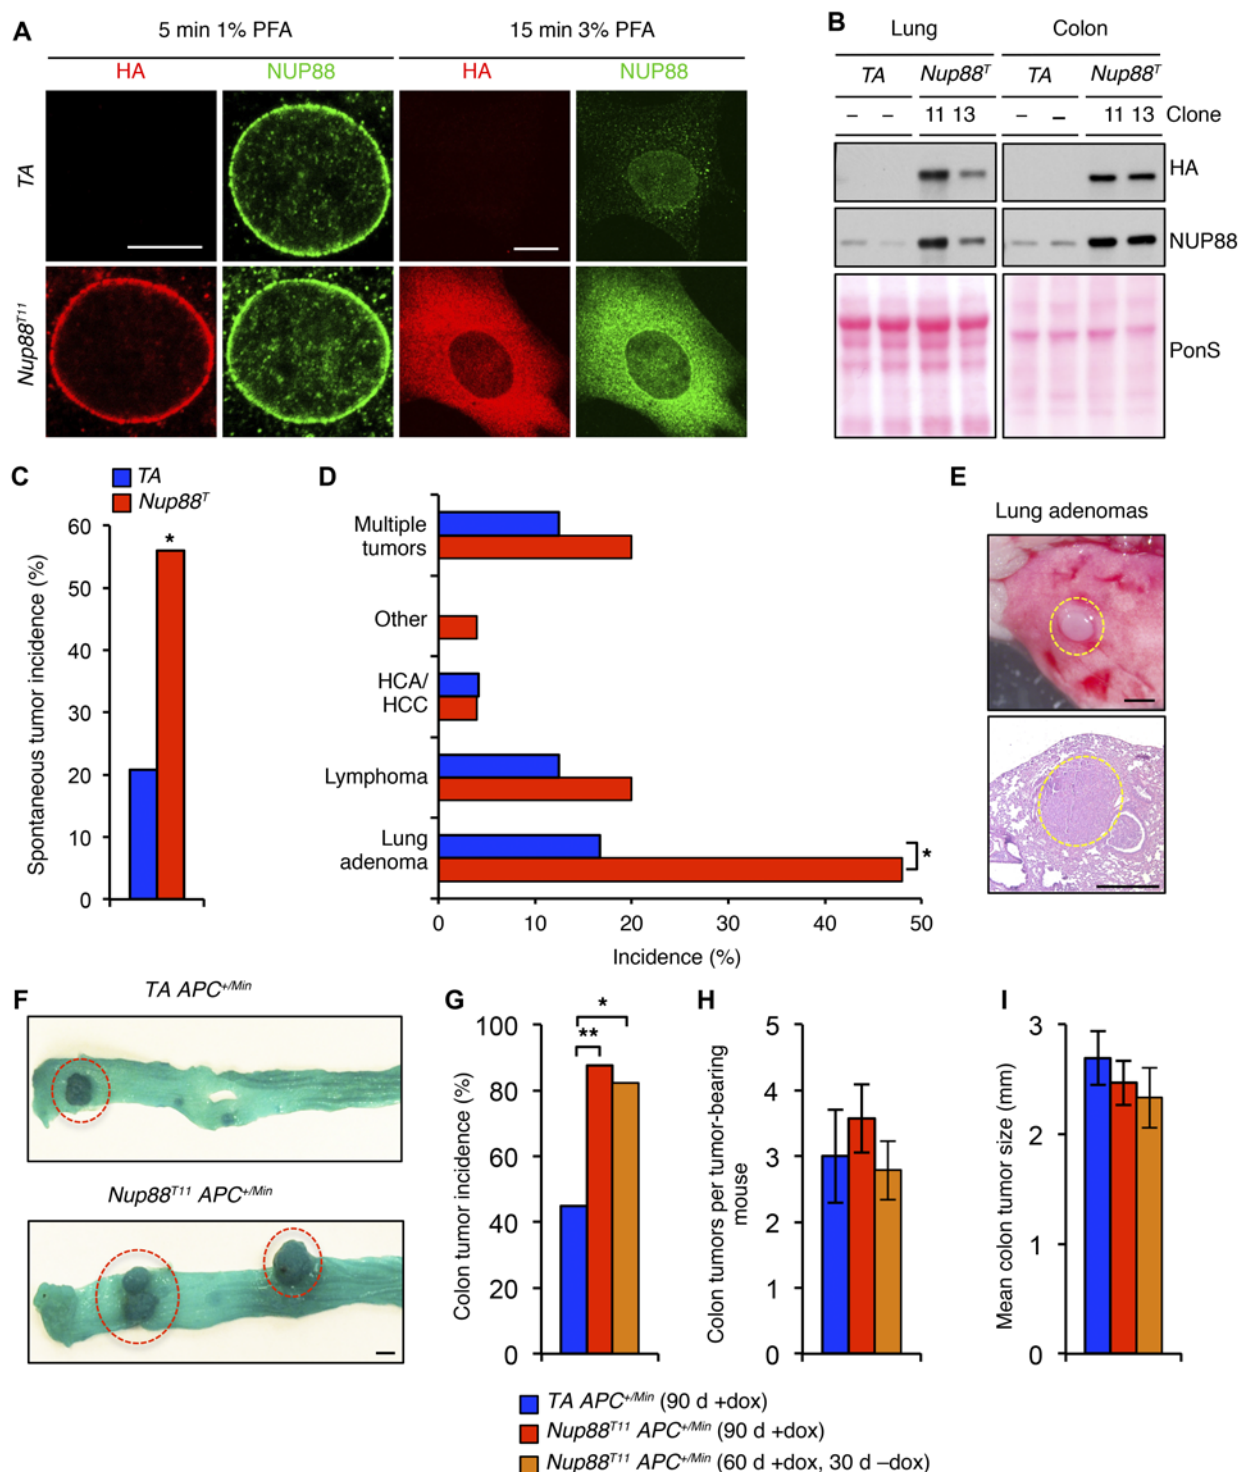 A
5 min 1% PFA
15 min 3% PFA
HA
NUP88
HA
NUP88
TA
Nup88T11
B
Lung
Colon
TA
Nup88T
TA
Nup88T
– –
11 13
– –
11 13
Clone
HA
NUP88
PonS
C
TA
Nup88T
Spontaneous tumor incidence (%)
60
50
40
30
20
10
0
*
D
Multiple
tumors
Other
HCA/
HCC
Lymphoma
Lung
adenoma
*
0 10 20 30 40 50
Incidence (%)
E
Lung adenomas
F
TA APC+/Min
Nup88T11 APC+/Min
G
Colon tumor incidence (%)
100
80
60
40
20
0
*
**
H
Colon tumors per tumor-bearing
mouse
5
4
3
2
1
0
I
Mean colon tumor size (mm)
3
2
1
0
TA APC+/Min (90 d +dox)
Nup88T11 APC+/Min (90 d +dox)
Nup88T11 APC+/Min (60 d +dox, 30 d –dox)